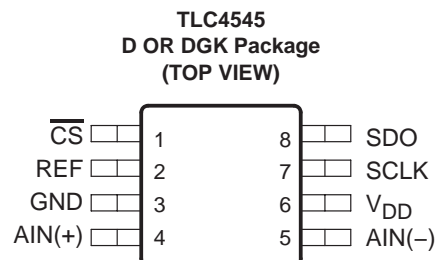 TLC4545
D OR DGK Package
(TOP VIEW)
CS 1 8 SDO
REF 2 7 SCLK
GND 3 6 VDD
AIN(+) 4 5 AIN(−)